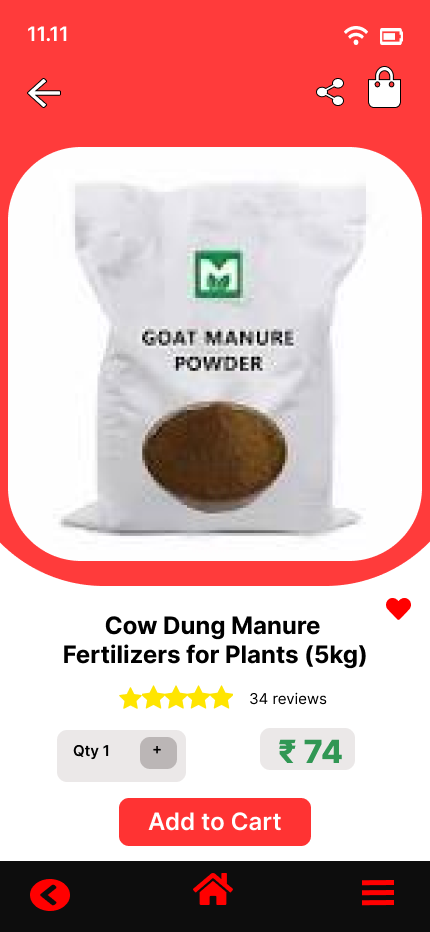 11.11
M
GOAT MANURE
POWDER
Cow Dung Manure
Fertilizers for Plants (5kg)
34 reviews
Qty 1
+
₹ 74
Add to Cart